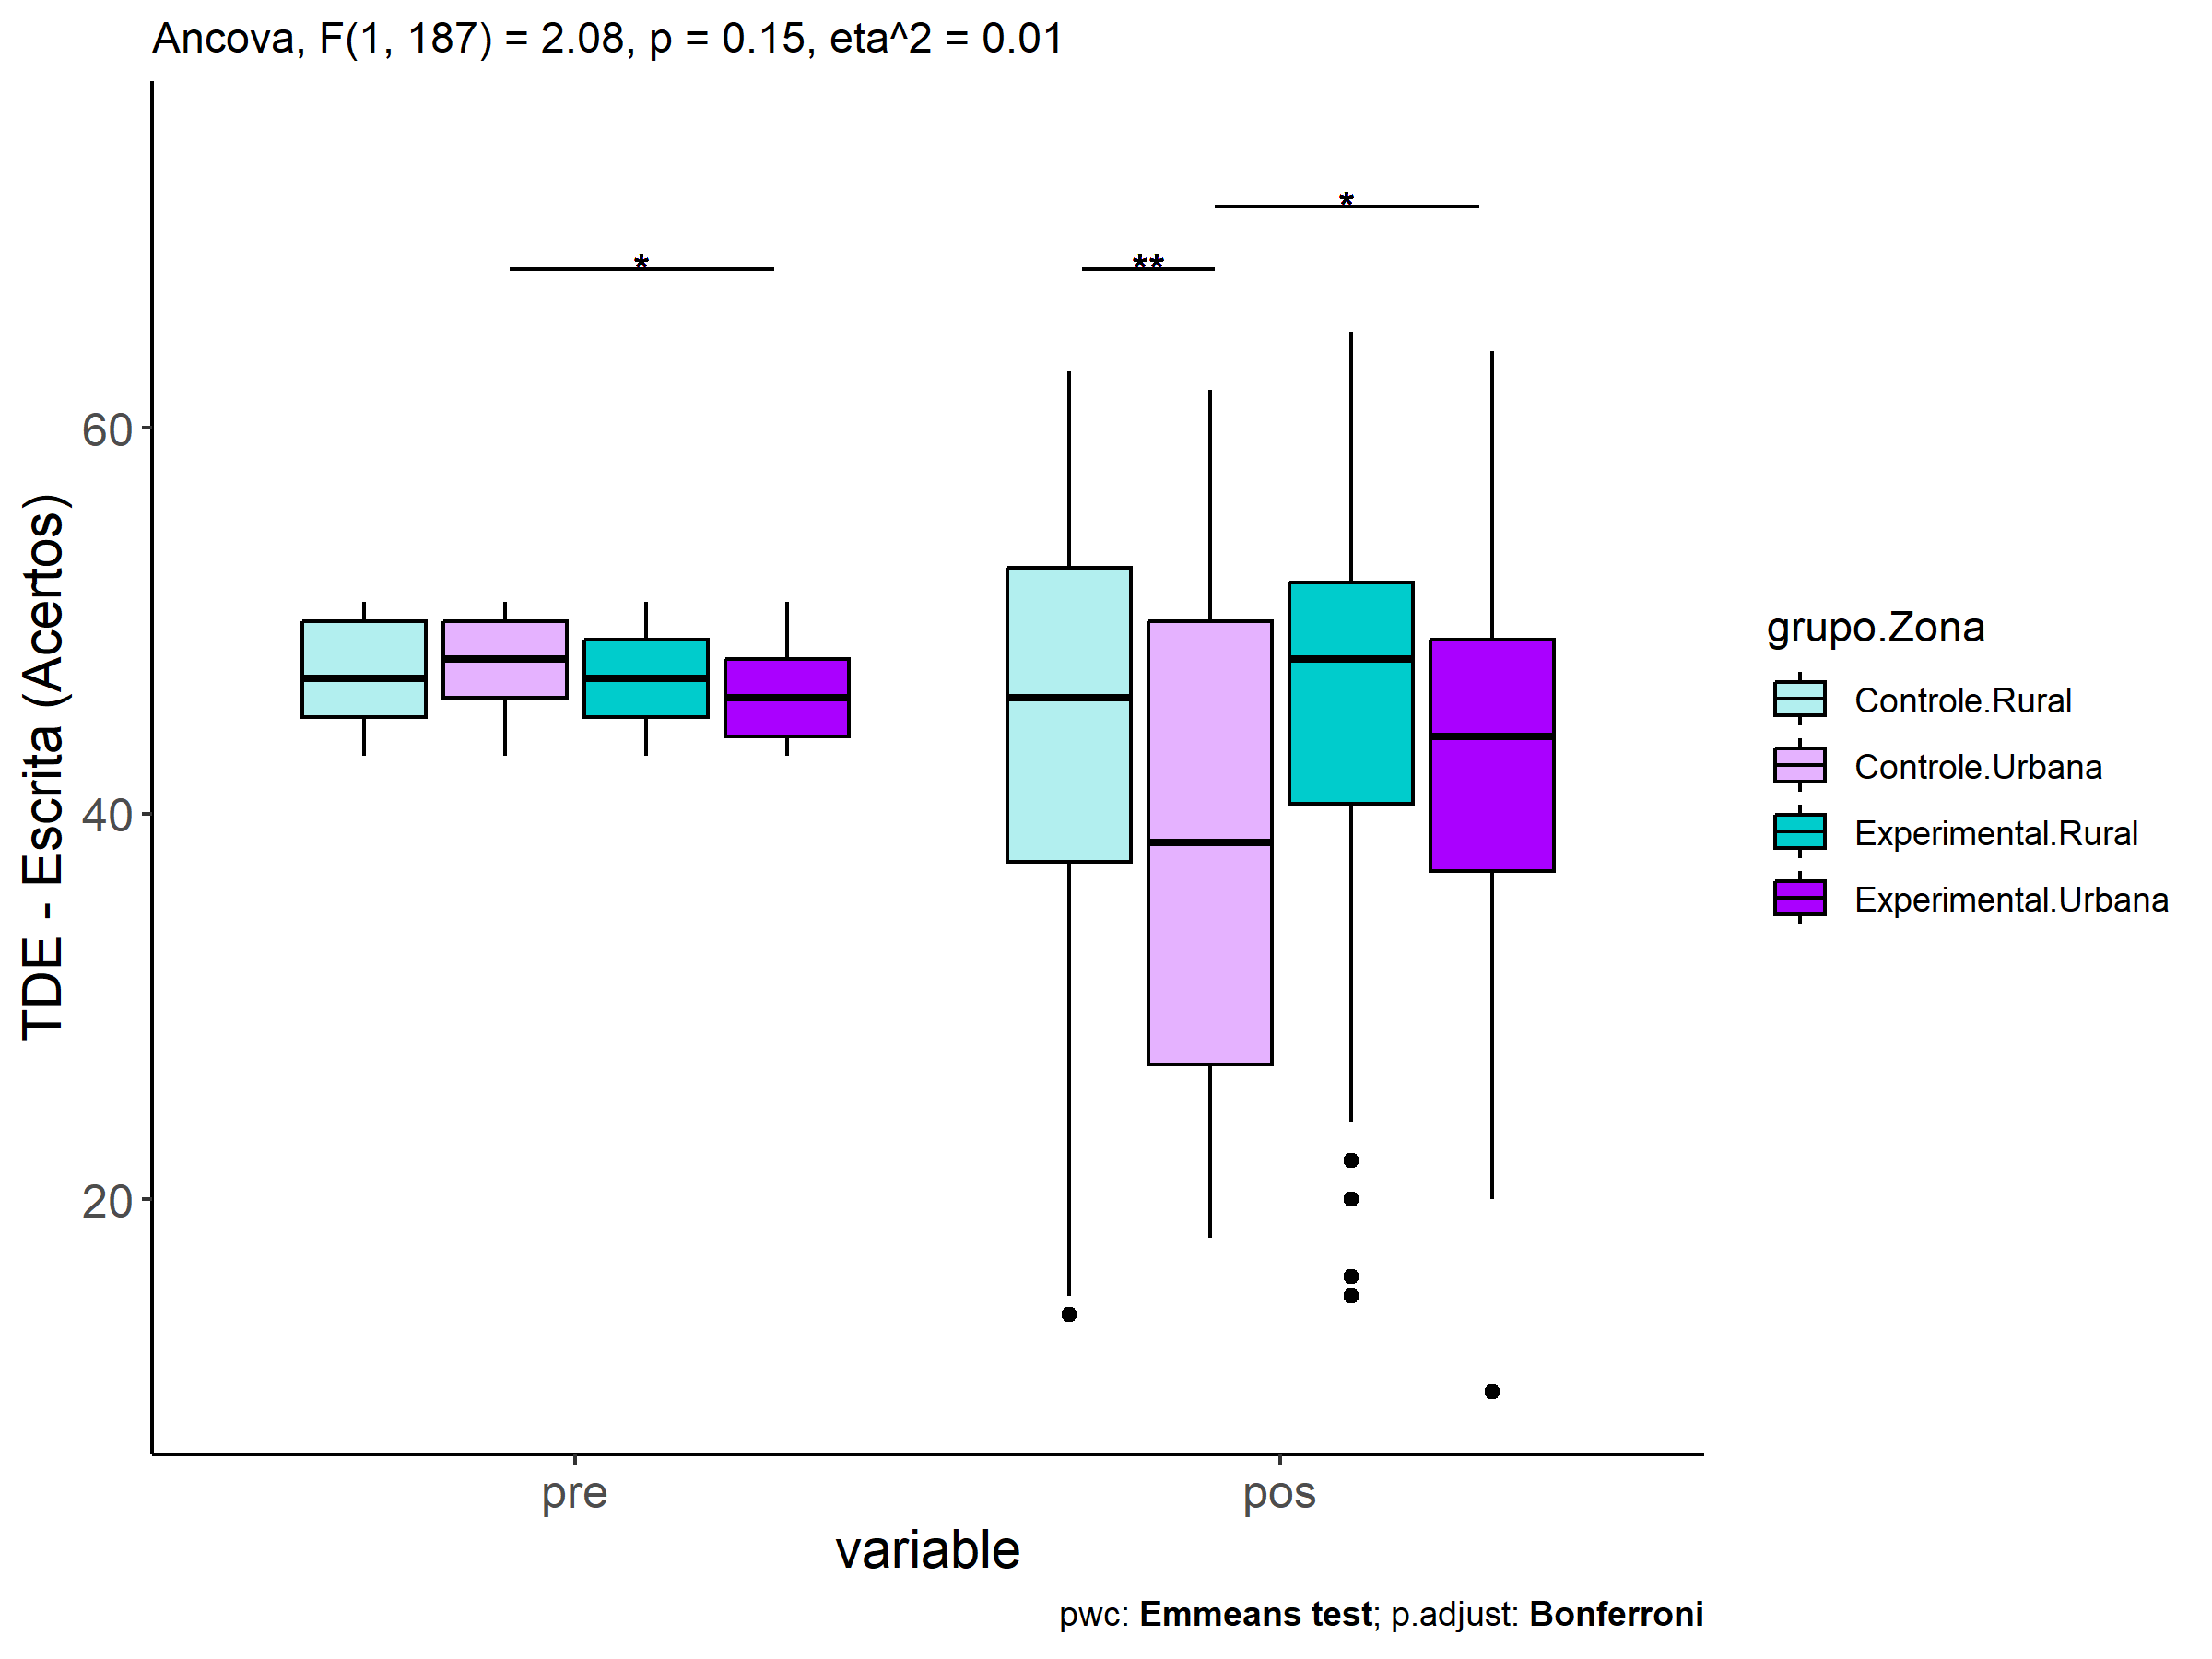 Ancova, F(1, 187) = 2.08, p = 0.15, eta^2 = 0.01
*
*
**
60
40
20
TDE - Escrita (Acertos)
pre
pos
variable
grupo.Zona
Controle.Rural
Controle.Urbana
Experimental.Rural
Experimental.Urbana
pwc: Emmeans test; p.adjust: Bonferroni